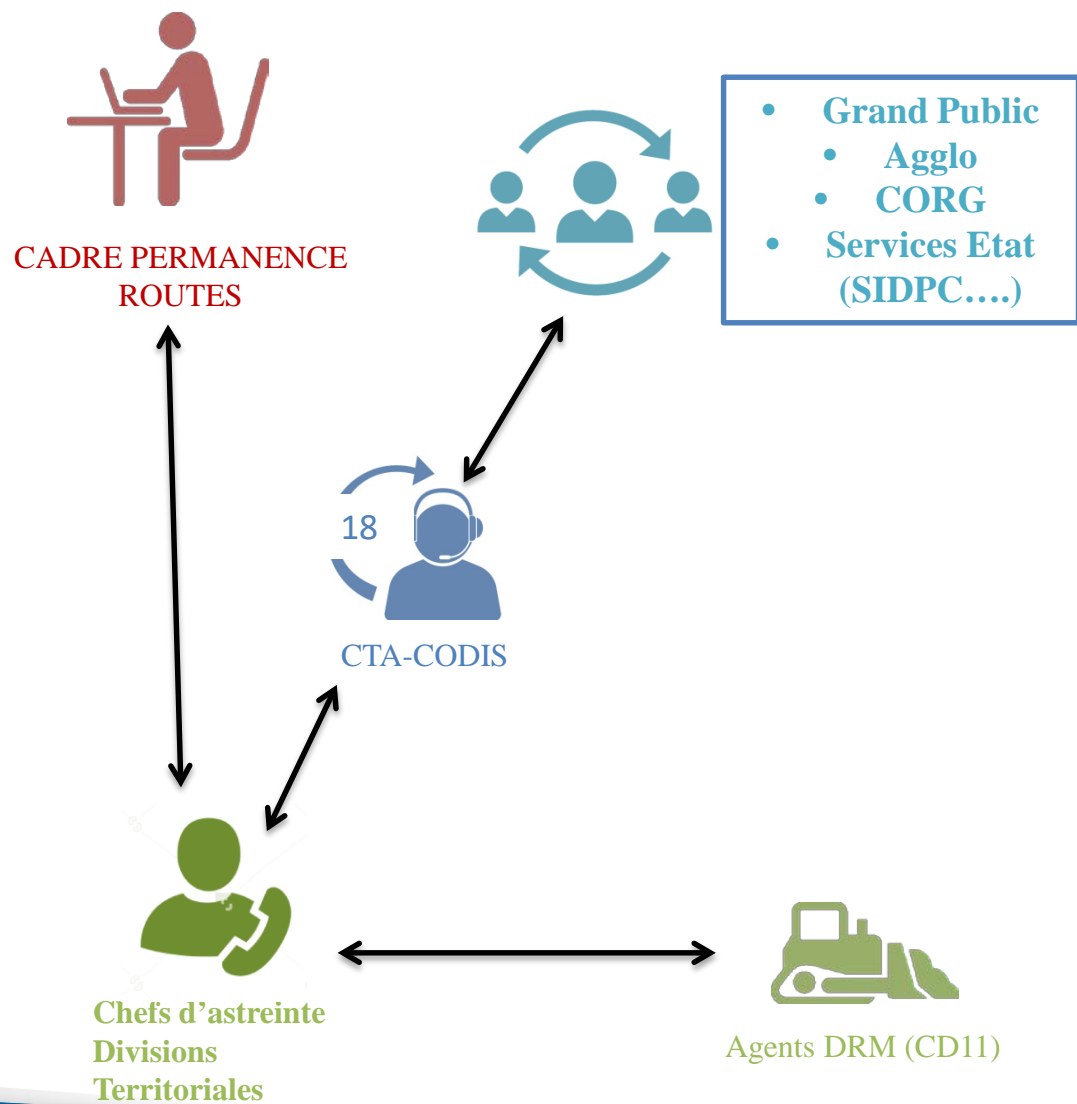 CADRE PERMANENCE
ROUTES
• Grand Public
• Agglo
• CORG
• Services Etat
(SIDPC….)
18
CTA-CODIS
Chefs d’astreinte
Divisions
Territoriales
Agents DRM (CD11)